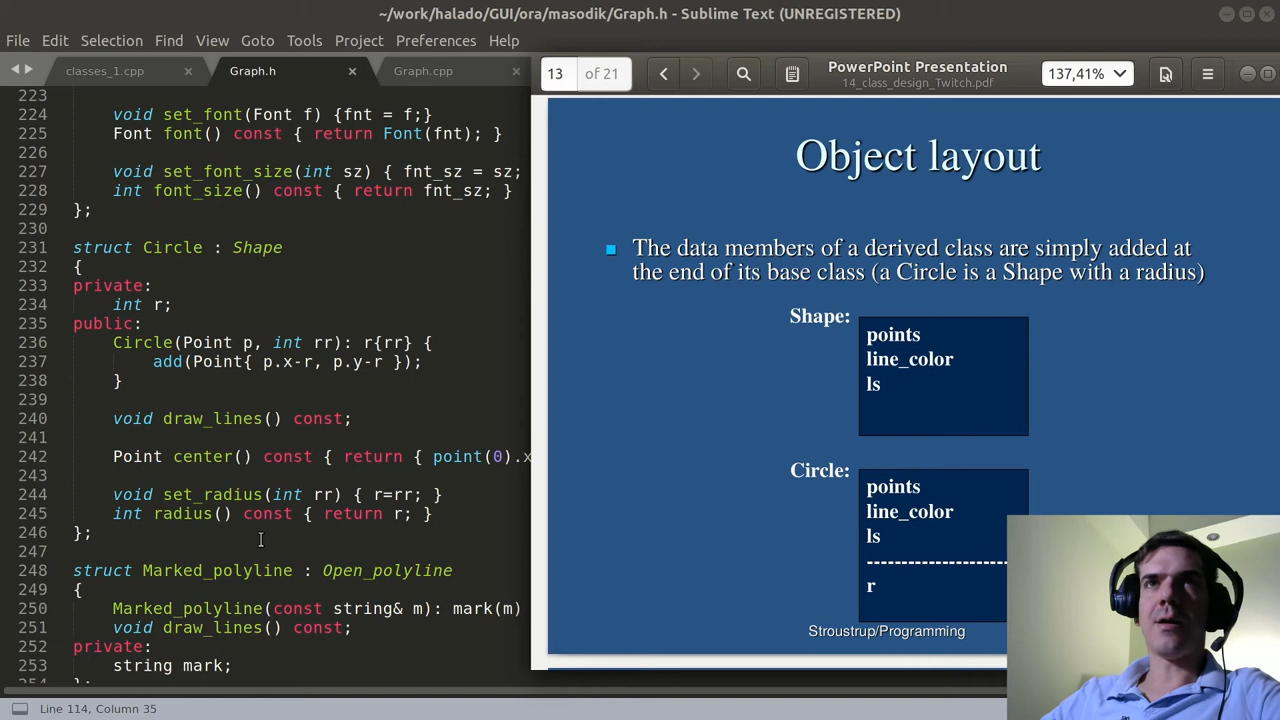 ~/work/halado/GUI/ora/masodik/Graph.h - Sublime Text (UNREGISTERED)
File Edit Selection Find View Goto Tools Project Preferences Help
classes_1.cpp × Graph.h × Graph.cpp ×
223
224 void set_font(Font f) {fnt = f;}
225 Font font() const { return Font(fnt); }
226
227 void set_font_size(int sz) { fnt_sz = sz;
228 int font_size() const { return fnt_sz; }
229 };
230
231 struct Circle : Shape
232 {
233 private:
234 int r;
235 public:
236 Circle(Point p, int rr): r{rr} {
237 add(Point{ p.x-r, p.y-r });
238 }
239
240 void draw_lines() const;
241
242 Point center() const { return { point(0).x
243
244 void set_radius(int rr) { r=rr; }
245 int radius() const { return r; }
246 };
247
248 struct Marked_polyline : Open_polyline
249 {
250 Marked_polyline(const string& m): mark(m)
251 void draw_lines() const;
252 private:
253 string mark;
254 };
Line 114, Column 35
13 of 21
PowerPoint Presentation
14_class_design_Twitch.pdf
137,41%
Object layout
The data members of a derived class are simply added at
the end of its base class (a Circle is a Shape with a radius)
Shape:
points
line_color
ls
Circle:
points
line_color
ls
----------------------
r
Stroustrup/Programming